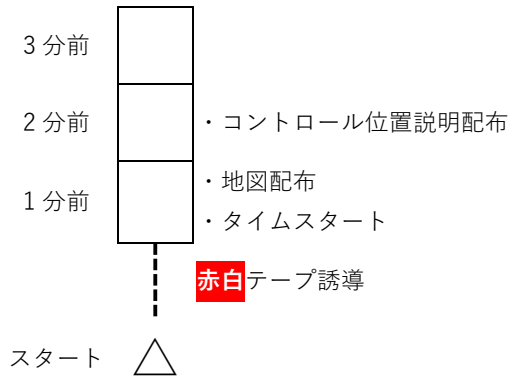 3分前
2分前
・コントロール位置説明配布
1分前
・地図配布
・タイムスタート
赤白テープ誘導
スタート